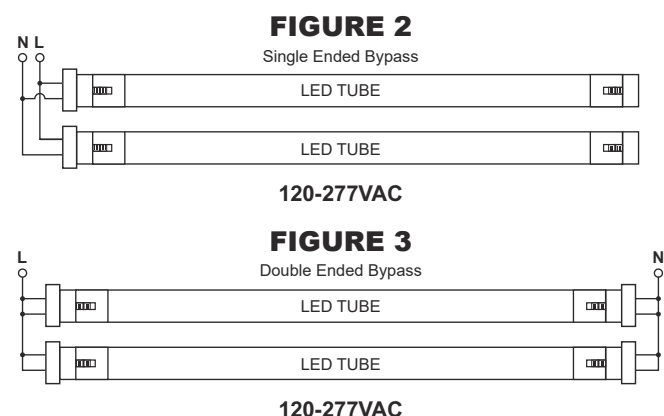 FIGURE 2
N L
Single Ended Bypass
LED TUBE
LED TUBE
120-277VAC
FIGURE 3
L
N
Double Ended Bypass
LED TUBE
LED TUBE
120-277VAC